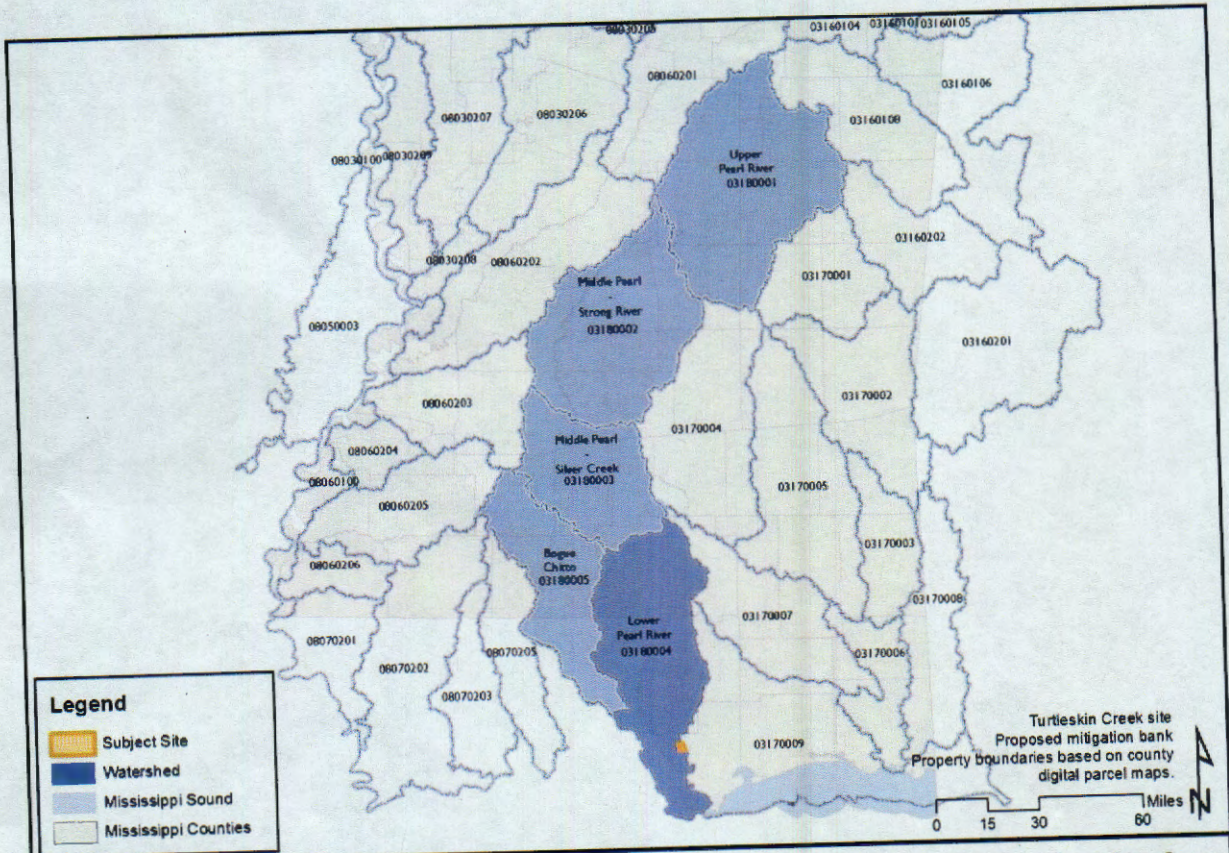 03160104
03160101
03160105
08030205
08060201
03160106
08030207
08030206
03160108
08030100
08030209
Upper
Pearl River
03180001
03160202
08030208
08060202
03170001
Middle Pearl
-
Strong River
03180002
08050003
03160201
08060203
03170002
03170004
08060204
Middle Pearl
-
Silver Creek
03180003
08060100
08060205
03170005
03170003
Bogue
Chitto
03180005
08060206
03170008
Lower
Pearl River
03180004
03170007
08070201
08070205
03170006
08070202
08070203
03170009
Legend
Subject Site
Watershed
Mississippi Sound
Mississippi Counties
Turtleskin Creek site
Proposed mitigation bank
Property boundaries based on county
digital parcel maps.
N
Miles
0 15 30 60